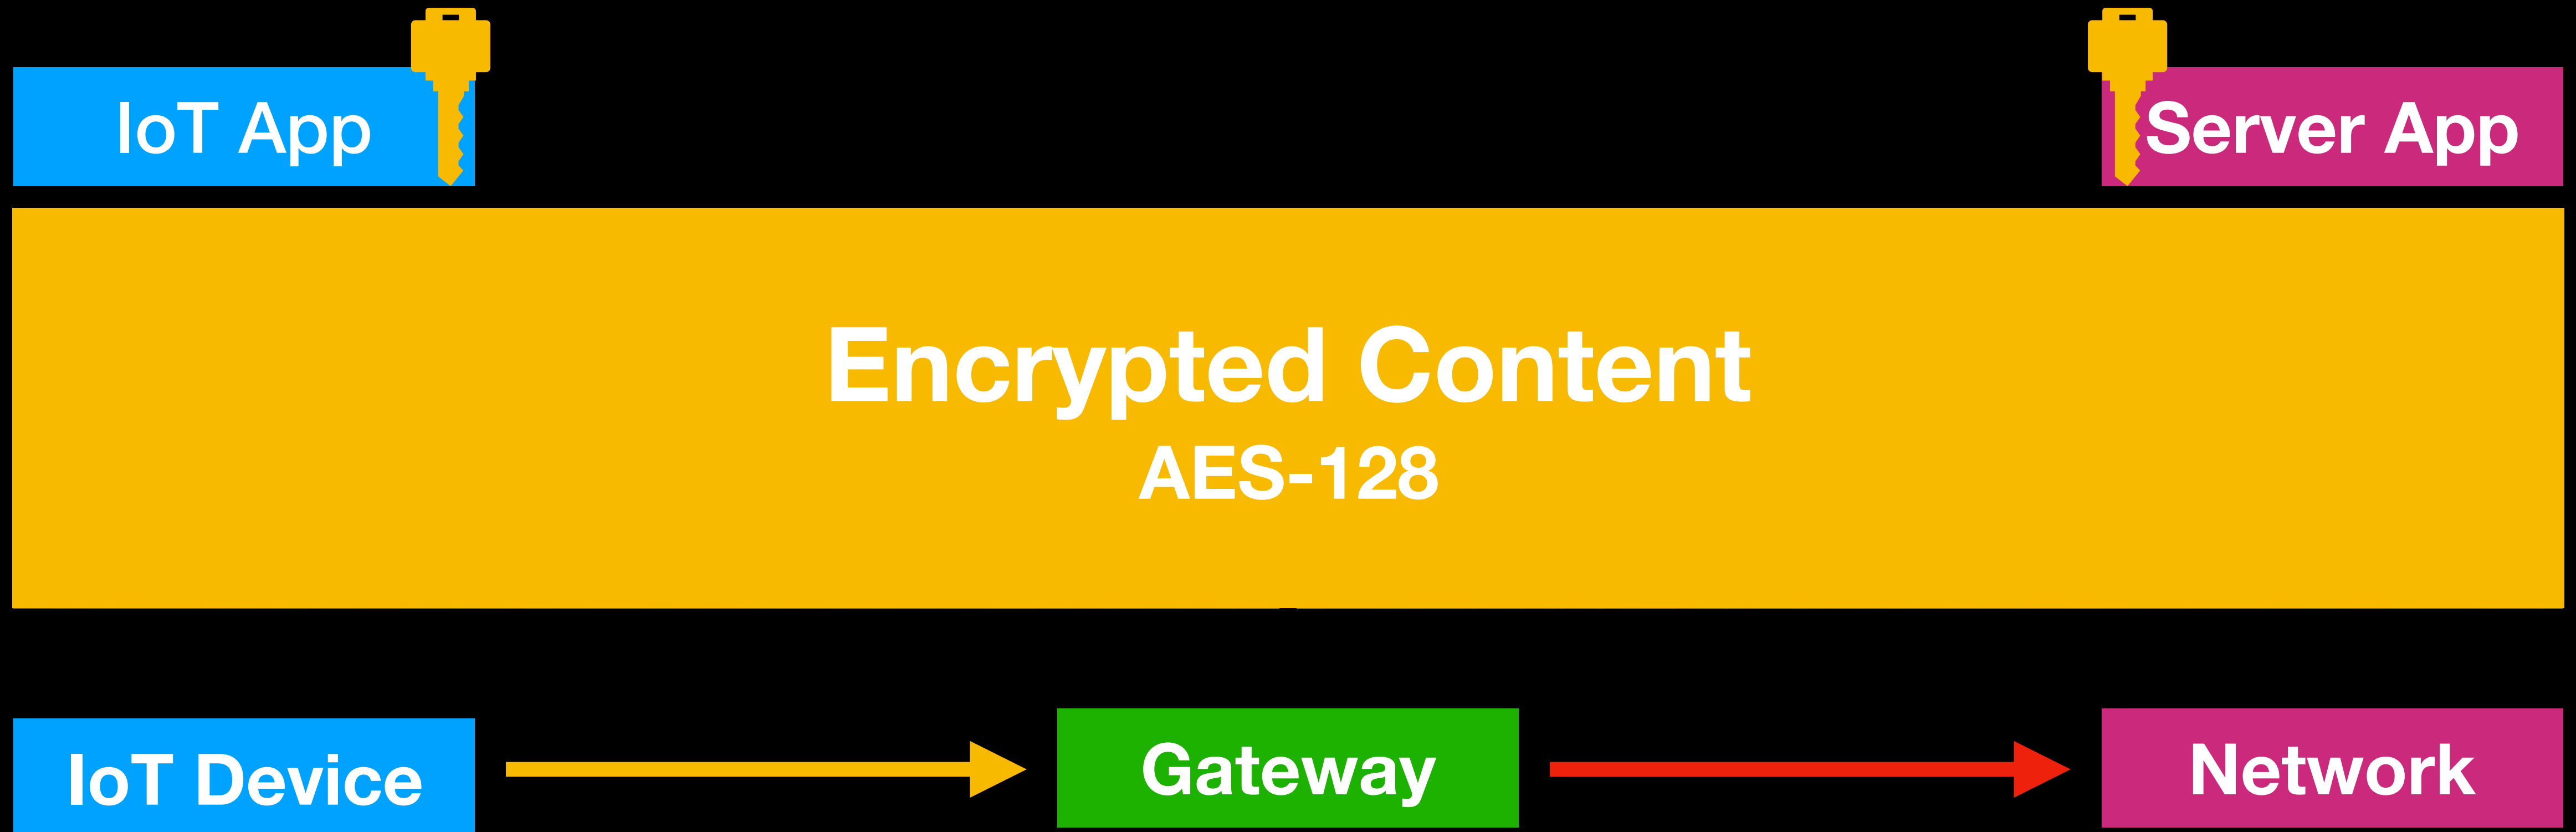 IoT App
Server App
Encrypted Content
AES-128
IoT Device
Gateway
Network